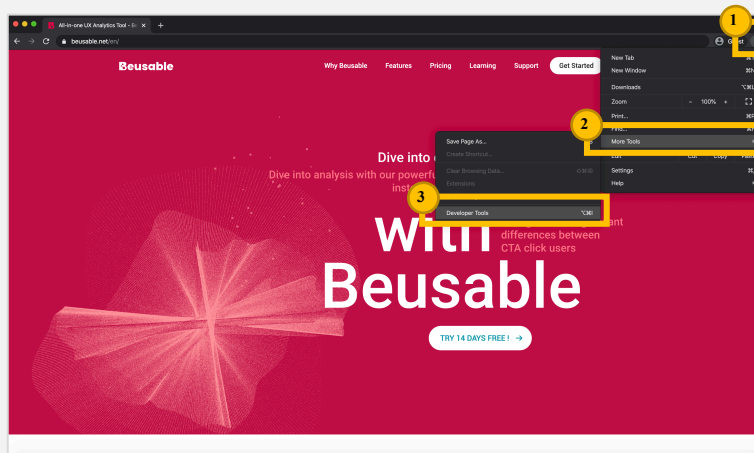 All-in-one UX Analytics Tool - Be
beusable.net/en/
1
Beusable
Why Beusable Features Pricing Learning Support Get Started
New Tab
New Window
Downloads
Zoom - 100% +
Print...
Find...
More Tools
Edit Cut Copy
Settings
Help
2
Save Page As...
Create Shortcut...
Clear Browsing Data...
Extensions
3
Developer Tools ⌥⌘I
Dive into
Dive into analysis with our
with
differences between
CTA click users
Beusable
TRY 14 DAYS FREE ! →